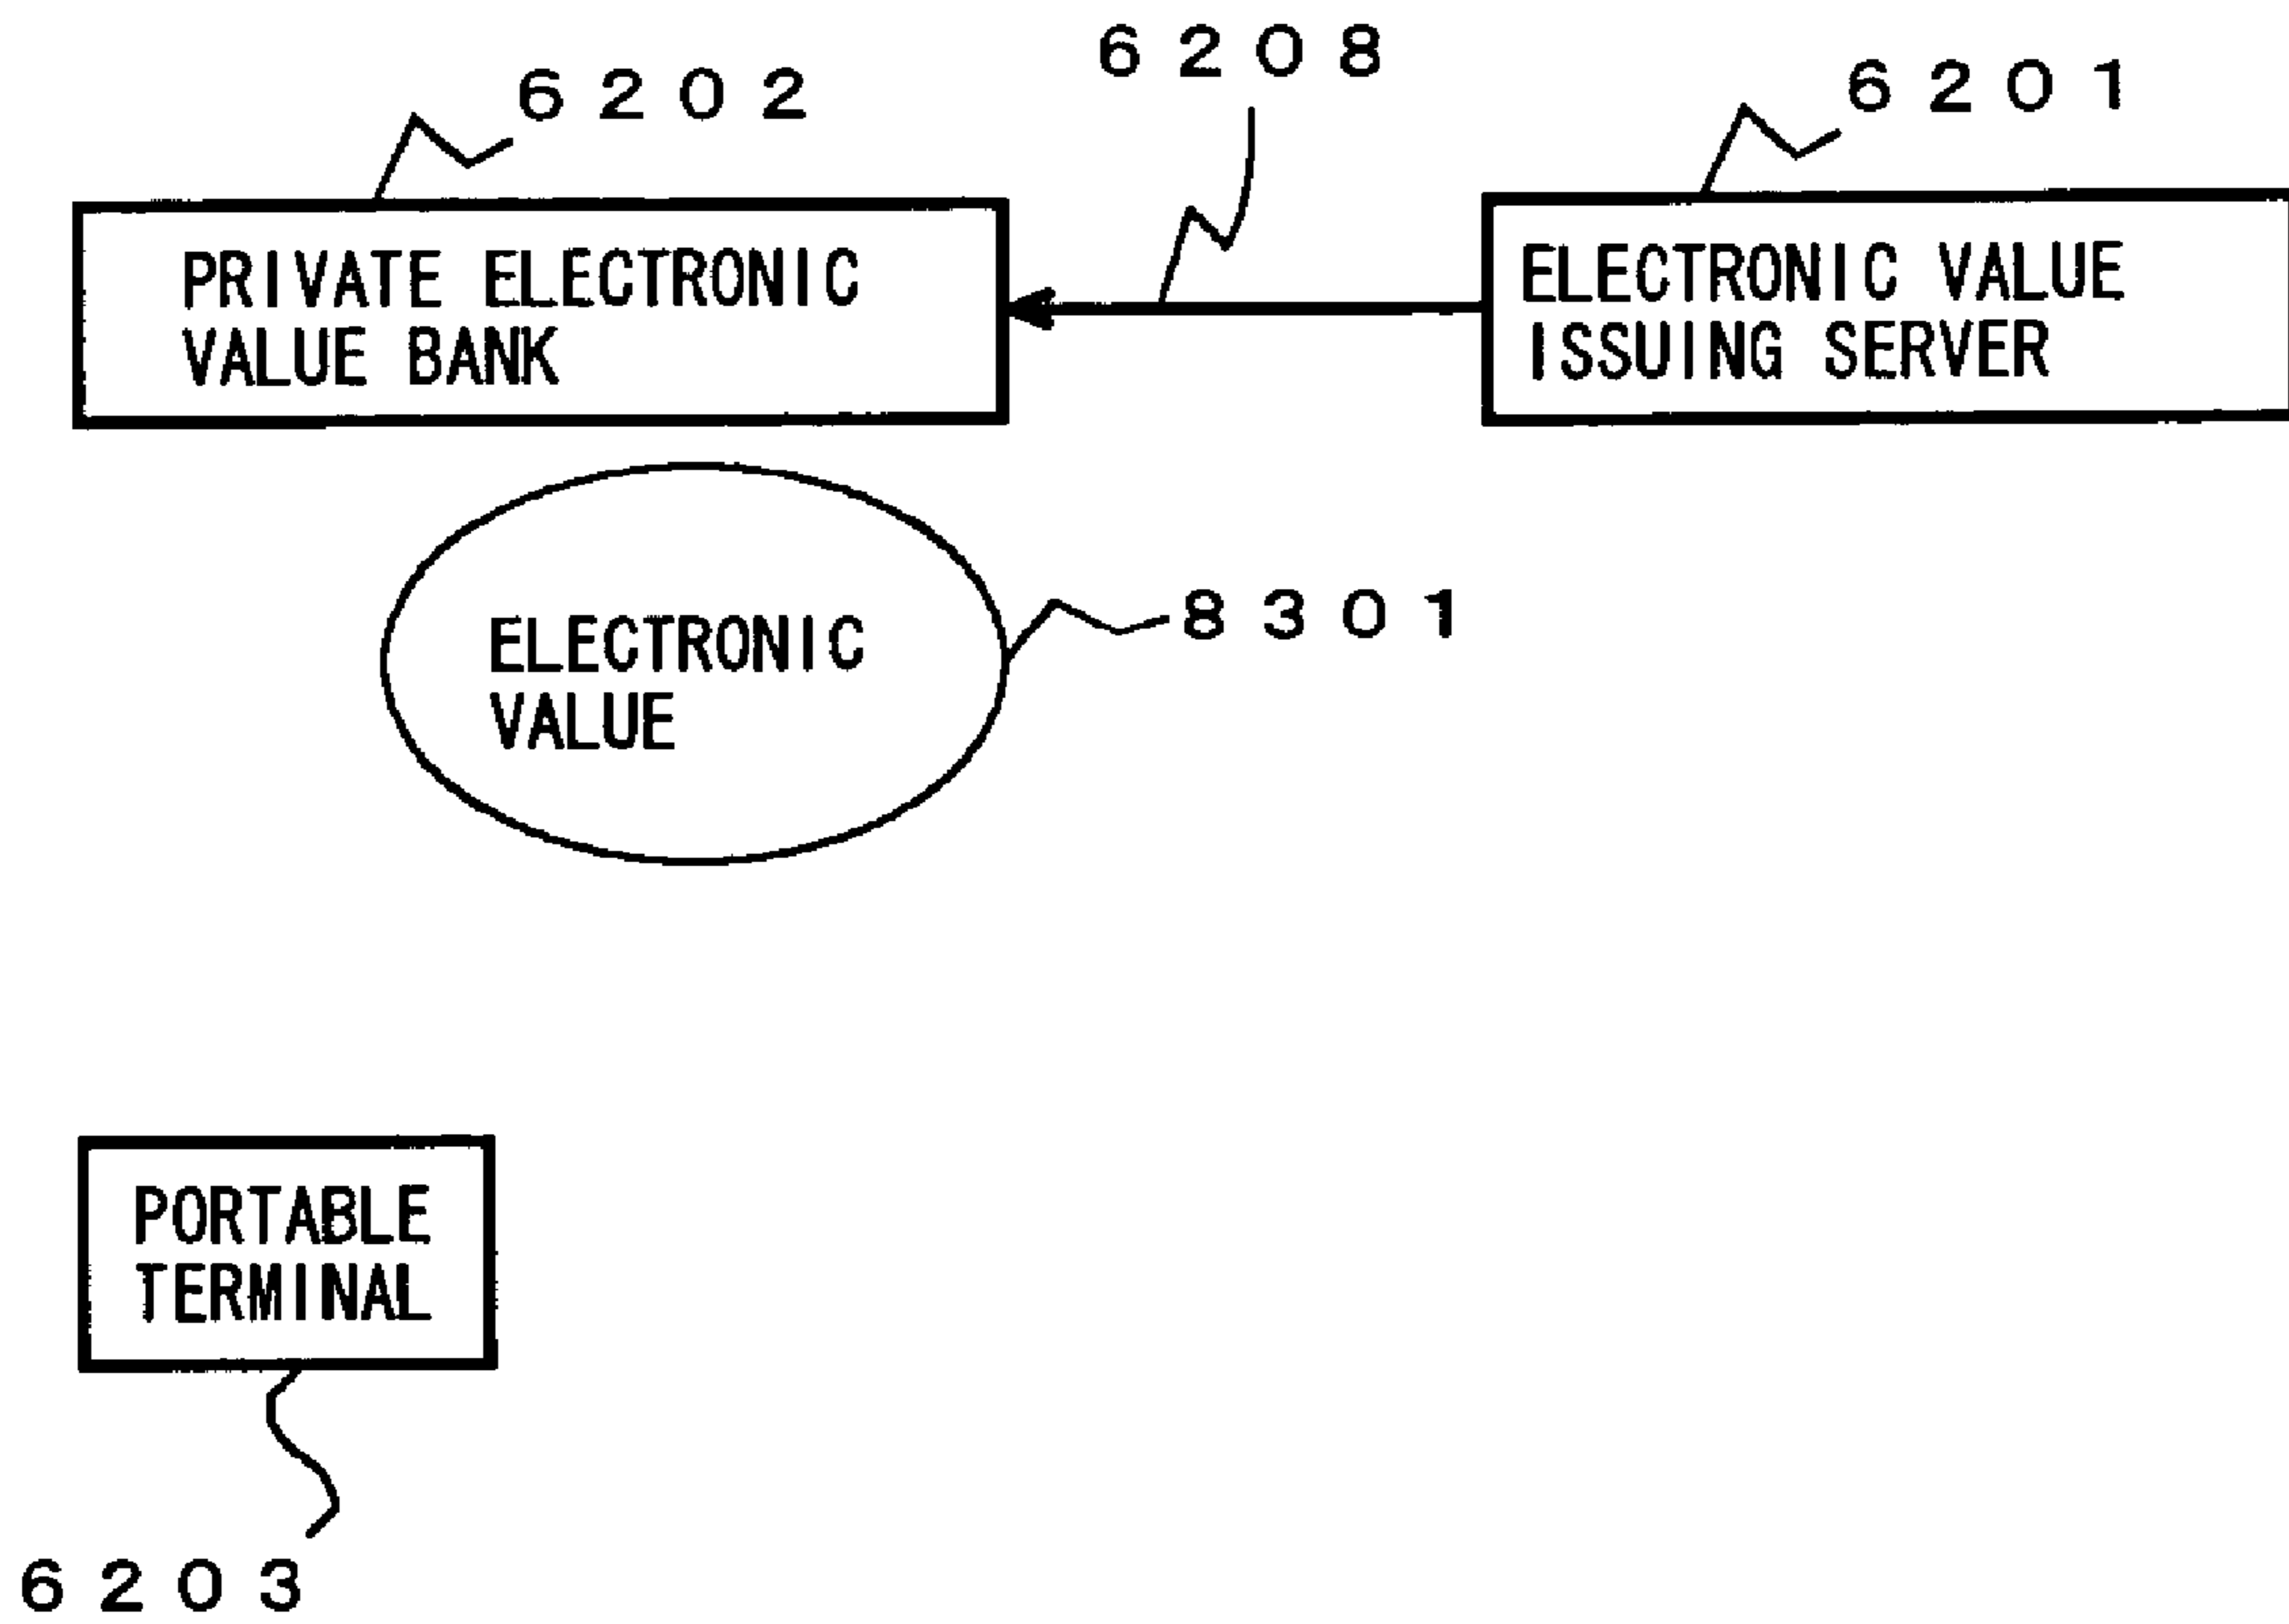 6208
6202
6201
PRIVATE ELECTRONIC
VALUE BANK
ELECTRONIC VALUE
ISSUING SERVER
ELECTRONIC
VALUE
8301
PORTABLE
TERMINAL
6203